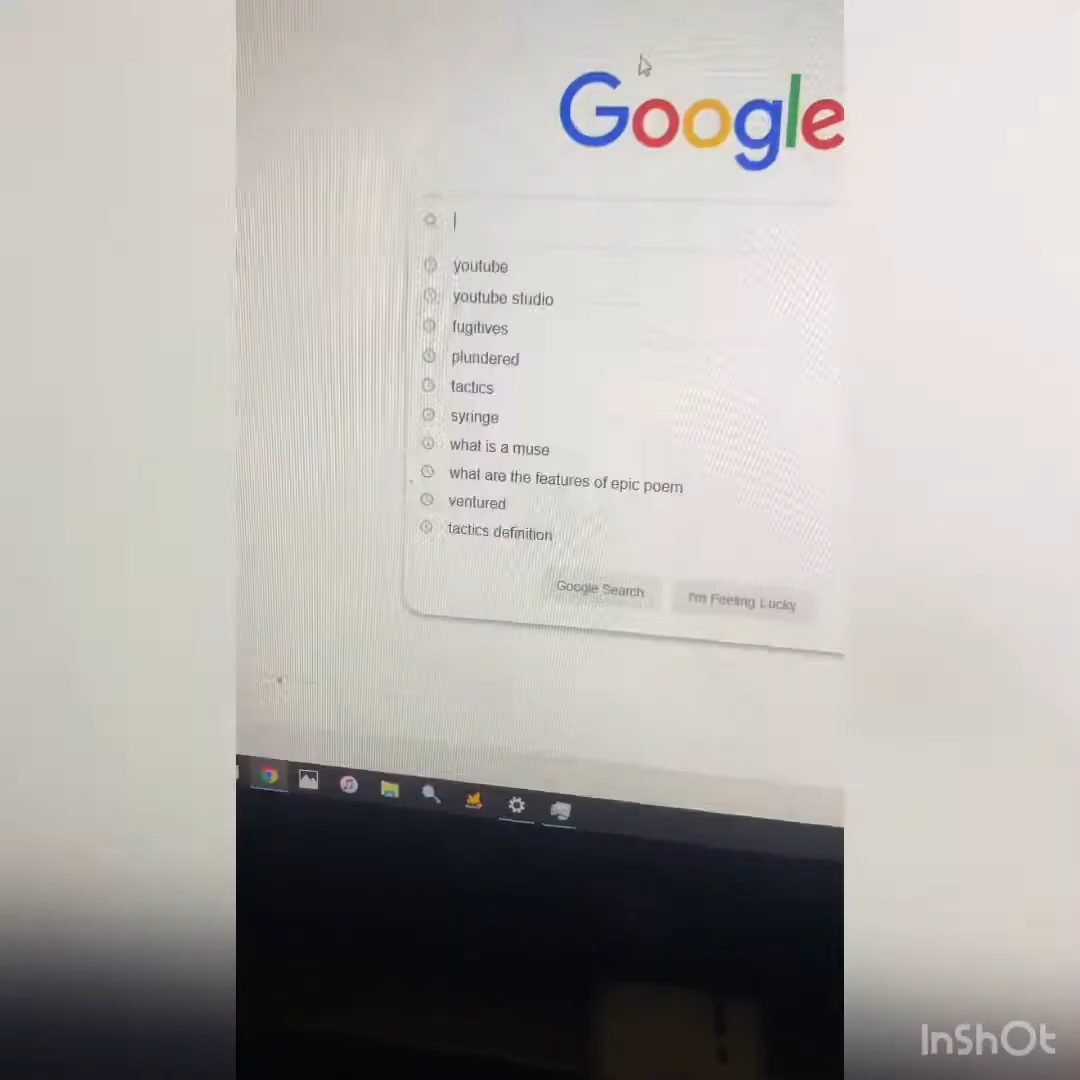 Google
youtube
youtube studio
fugitives
plundered
tactics
syringe
what is a muse
what are the features of epic poem
ventured
tactics definition
Google Search
I'm Feeling Lucky
InShOt